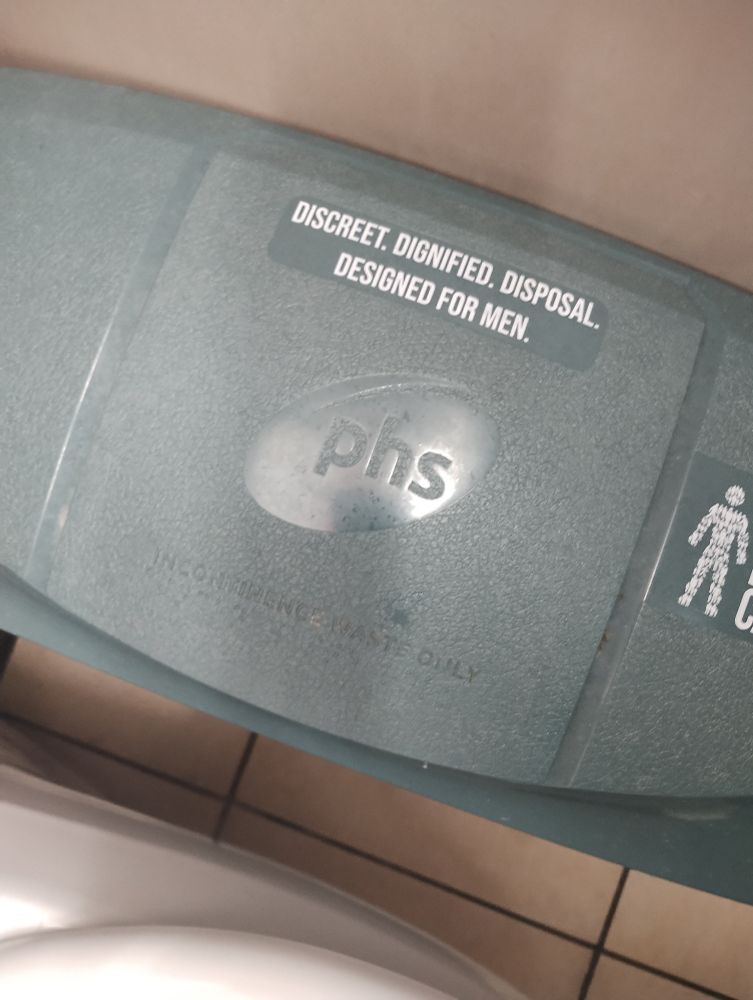 DISCREET. DIGNIFIED. DISPOSAL.
DESIGNED FOR MEN.
phs
INCONTINENCE WASTE ONLY